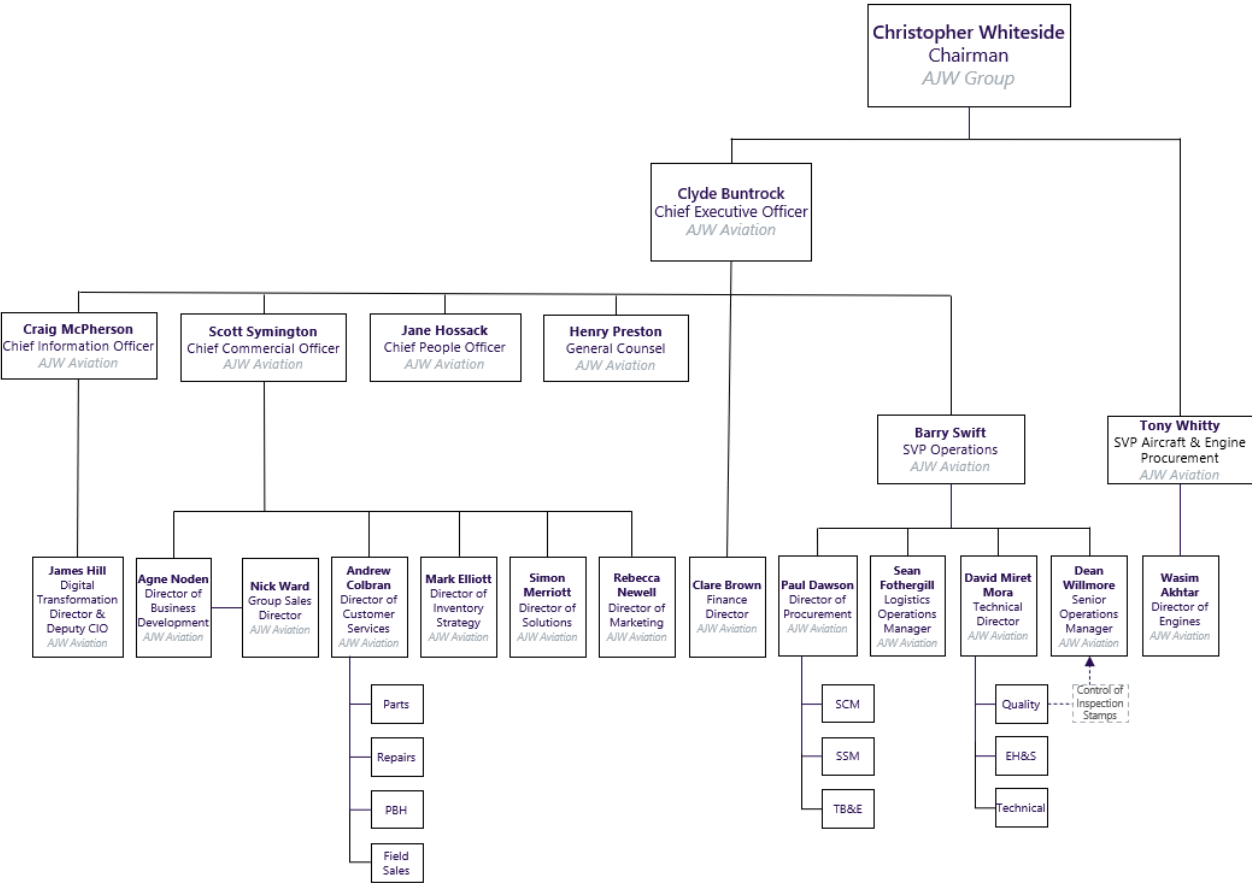 Christopher Whiteside
Chairman
AJW Group
Clyde Buntrock
Chief Executive Officer
AJW Aviation
Craig McPherson
Chief Information Officer
AJW Aviation
Scott Symington
Chief Commercial Officer
AJW Aviation
Jane Hossack
Chief People Officer
AJW Aviation
Henry Preston
General Counsel
AJW Aviation
Barry Swift
SVP Operations
AJW Aviation
Tony Whitty
SVP Aircraft & Engine
Procurement
AJW Aviation
James Hill
Digital
Transformation
Director &
Deputy CIO
AJW Aviation
Agne Noden
Director of
Business
Development
AJW Aviation
Nick Ward
Group Sales
Director
AJW Aviation
Andrew
Colbran
Director of
Customer
Services
AJW Aviation
Mark Elliott
Director of
Inventory
Strategy
AJW Aviation
Simon
Merriott
Director of
Solutions
AJW Aviation
Rebecca
Newell
Director of
Marketing
AJW Aviation
Clare Brown
Finance
Director
AJW Aviation
Paul Dawson
Director of
Procurement
AJW Aviation
Sean
Fothergill
Logistics
Operations
Manager
AJW Aviation
David Miret
Mora
Technical
Director
AJW Aviation
Dean
Willmore
Senior
Operations
Manager
AJW Aviation
Wasim
Akhtar
Director of
Engines
AJW Aviation
Parts
Repairs
PBH
Field
Sales
SCM
SSM
TB&E
Quality
EH&S
Technical
Control of
Inspection
Stamps